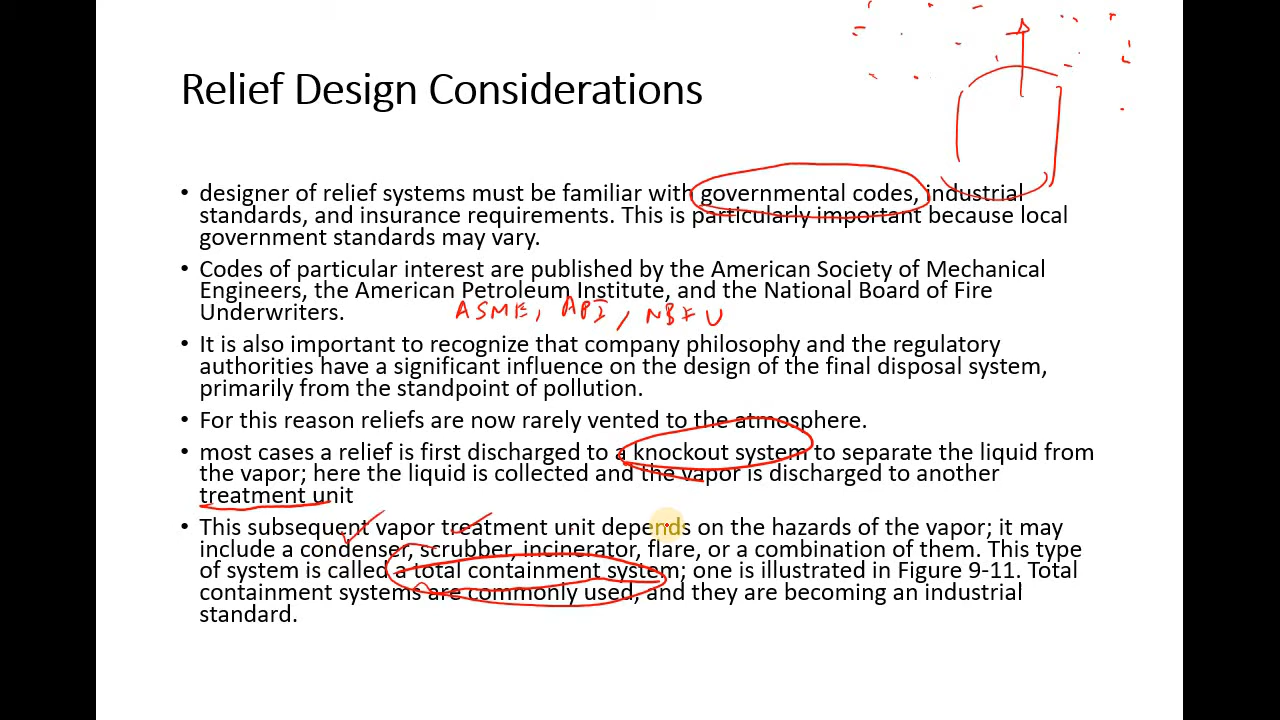 Relief Design Considerations
• designer of relief systems must be familiar with governmental codes, industrial
standards, and insurance requirements. This is particularly important because local
government standards may vary.
• Codes of particular interest are published by the American Society of Mechanical
Engineers, the American Petroleum Institute, and the National Board of Fire
Underwriters.
ASME, API, NBFU
• It is also important to recognize that company philosophy and the regulatory
authorities have a significant influence on the design of the final disposal system,
primarily from the standpoint of pollution.
• For this reason reliefs are now rarely vented to the atmosphere.
• most cases a relief is first discharged to a knockout system to separate the liquid from
the vapor; here the liquid is collected and the vapor is discharged to another
treatment unit
• This subsequent vapor treatment unit depends on the hazards of the vapor; it may
include a condenser, scrubber, incinerator, flare, or a combination of them. This type
of system is called a total containment system; one is illustrated in Figure 9-11. Total
containment systems are commonly used, and they are becoming an industrial
standard.